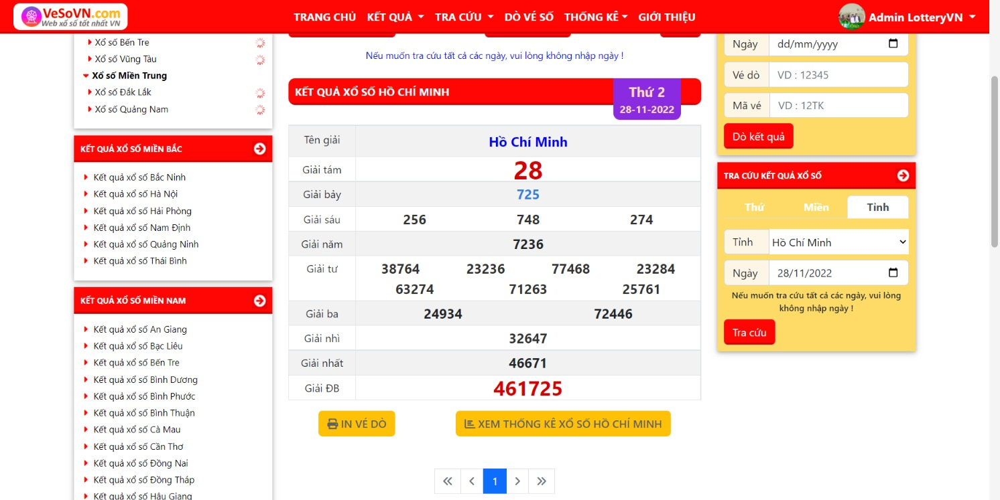 VeSoVN.com
Web xổ số tốt nhất VN
TRANG CHỦ KẾT QUẢ TRA CỨU DÒ VÉ SỐ THỐNG KÊ GIỚI THIỆU
Admin LotteryVN
Xổ số Bến Tre
Xổ số Vũng Tàu
Xổ số Miền Trung
Xổ số Đắk Lắk
Xổ số Quảng Nam
KẾT QUẢ XỔ SỐ MIỀN BẮC
Kết quả xổ số Bắc Ninh
Kết quả xổ số Hà Nội
Kết quả xổ số Hải Phòng
Kết quả xổ số Nam Định
Kết quả xổ số Quảng Ninh
Kết quả xổ số Thái Bình
KẾT QUẢ XỔ SỐ MIỀN NAM
Kết quả xổ số An Giang
Kết quả xổ số Bạc Liêu
Kết quả xổ số Bến Tre
Kết quả xổ số Bình Dương
Kết quả xổ số Bình Phước
Kết quả xổ số Bình Thuận
Kết quả xổ số Cà Mau
Kết quả xổ số Cần Thơ
Kết quả xổ số Đồng Nai
Kết quả xổ số Đồng Tháp
Kết quả xổ số Hậu Giang
Nếu muốn tra cứu tất cả các ngày, vui lòng không nhập ngày !
KẾT QUẢ XỔ SỐ HỒ CHÍ MINH
Thứ 2
28-11-2022
Tên giải Hồ Chí Minh
Giải tám 28
Giải bảy 725
Giải sáu 256 748 274
Giải năm 7236
Giải tư 38764 23236 77468 23284
63274 71263 25761
Giải ba 24934 72446
Giải nhì 32647
Giải nhất 46671
Giải ĐB 461725
IN VÉ DÒ XEM THỐNG KÊ XỔ SỐ HỒ CHÍ MINH
« ‹ 1 › »
Ngày dd/mm/yyyy
Vé dò VD : 12345
Mã vé VD : 12TK
Dò kết quả
TRA CỨU KẾT QUẢ XỔ SỐ
Thứ Miền Tỉnh
Tỉnh Hồ Chí Minh
Ngày 28/11/2022
Nếu muốn tra cứu tất cả các ngày, vui lòng
không nhập ngày !
Tra cứu